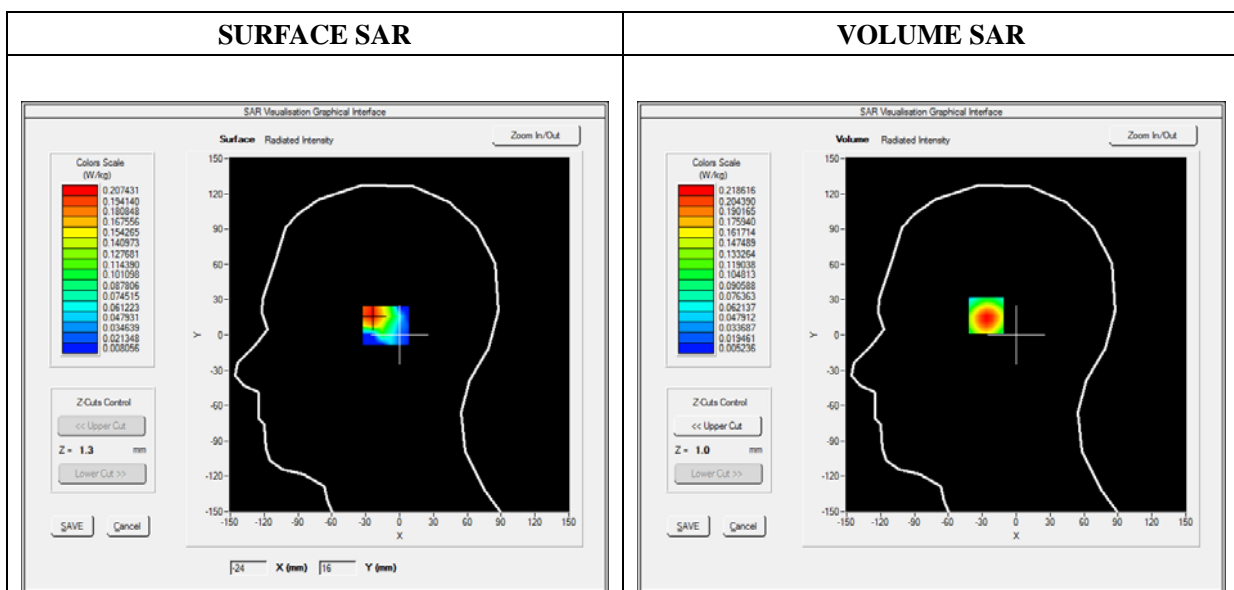 SURFACE SAR
VOLUME SAR
SAR Visualisation Graphical Interface
Surface Radiated Intensity
Zoom In/Out
Colors Scale
(W/kg)
0.207431
0.194140
0.180848
0.167556
0.154265
0.140973
0.127681
0.114390
0.101098
0.087806
0.074515
0.061223
0.047931
0.034639
0.021348
0.008056
Z-Cuts Control
<< Upper Cut
Z = 1.3 mm
Lower Cut >>
SAVE Cancel
150
120
90
60
30
0
-30
-60
-90
-120
-150
Y
-150 -120 -90 -60 -30 0 30 60 90 120 150
X
-24 X (mm) 16 Y (mm)
SAR Visualisation Graphical Interface
Volume Radiated Intensity
Zoom In/Out
Colors Scale
(W/kg)
0.218616
0.204390
0.190165
0.175940
0.161714
0.147489
0.133264
0.119038
0.104813
0.090588
0.076363
0.062137
0.047912
0.033687
0.019461
0.005236
Z-Cuts Control
<< Upper Cut
Z = 1.0 mm
Lower Cut >>
SAVE Cancel
150
120
90
60
30
0
-30
-60
-90
-120
-150
Y
-150 -120 -90 -60 -30 0 30 60 90 120 150
X